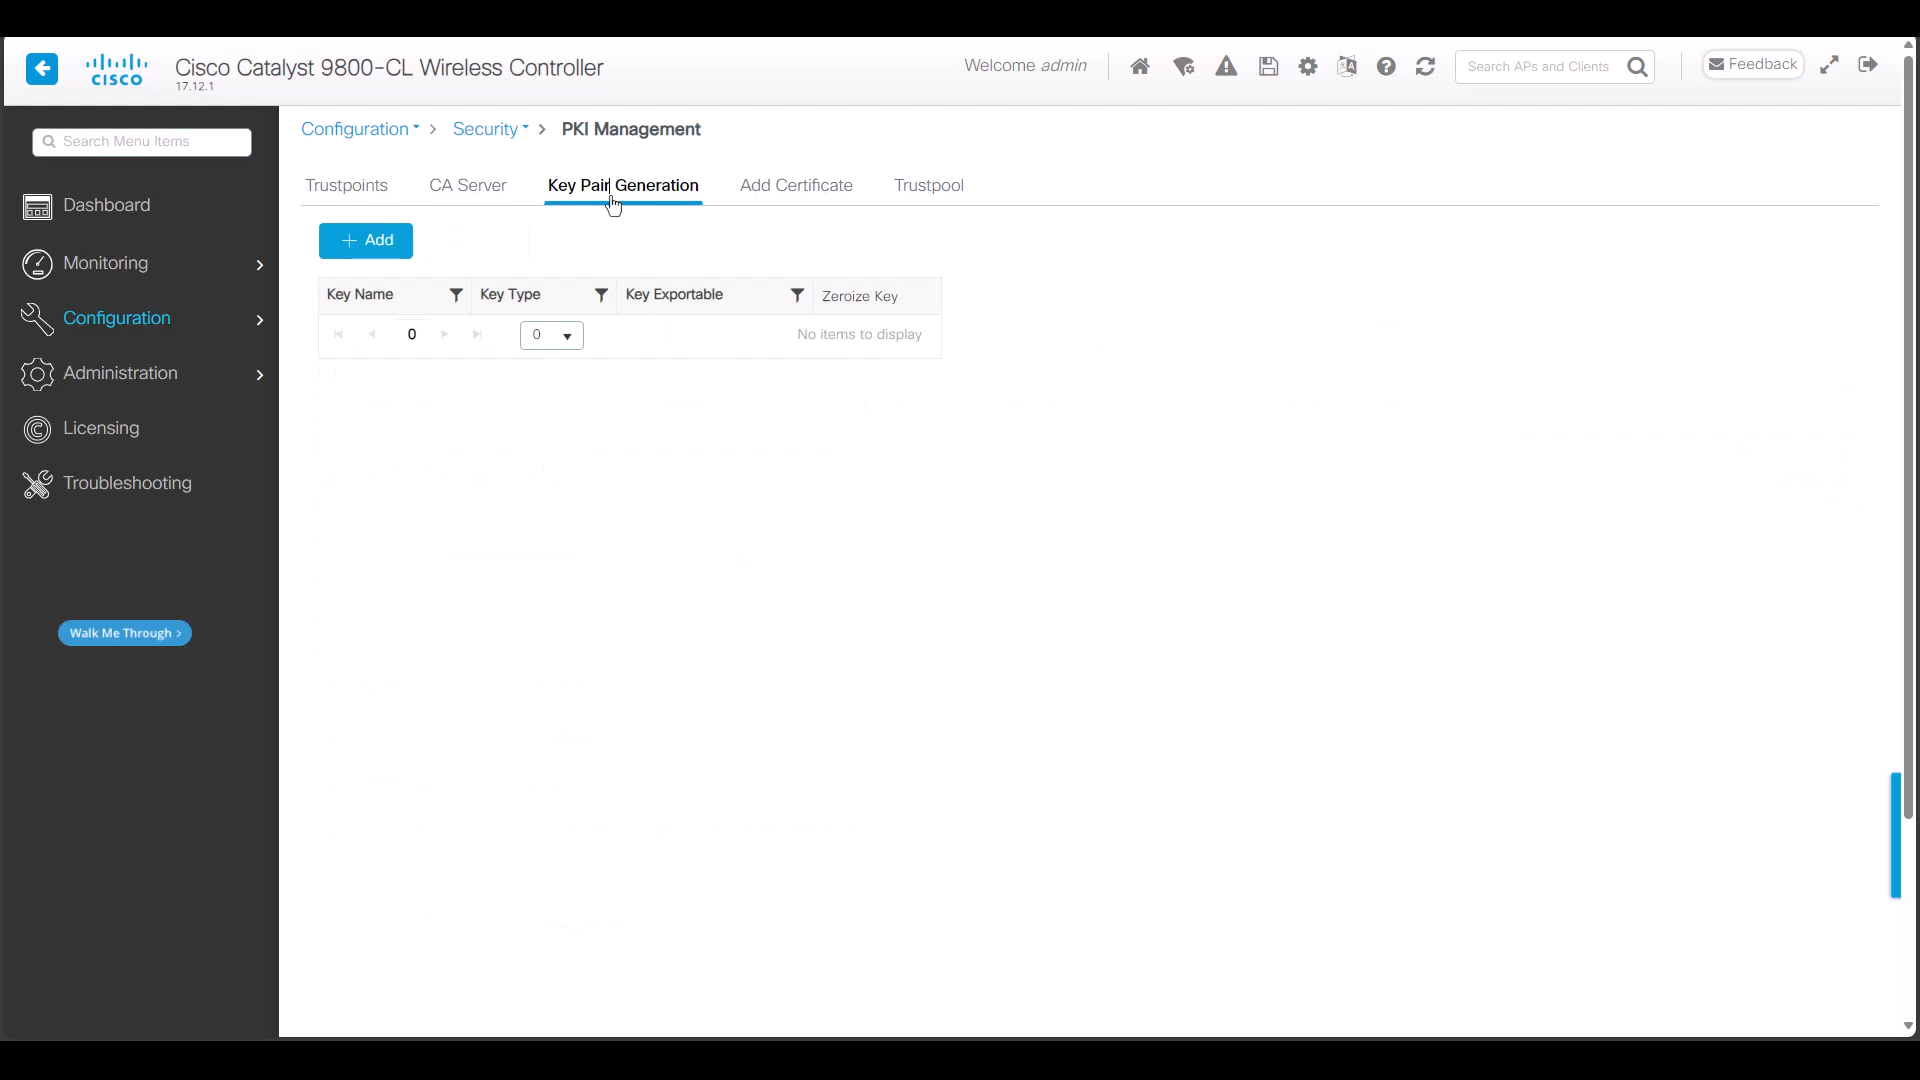 CISCO
Cisco Catalyst 9800-CL Wireless Controller
17.12.1
Welcome admin
Search APs and Clients
Feedback
Search Menu Items
Dashboard
Monitoring
Configuration
Administration
Licensing
Troubleshooting
Walk Me Through >
Configuration > Security > PKI Management
Trustpoints CA Server Key Pair Generation Add Certificate Trustpool
+ Add
Key Name Key Type Key Exportable Zeroize Key
0 0 No items to display